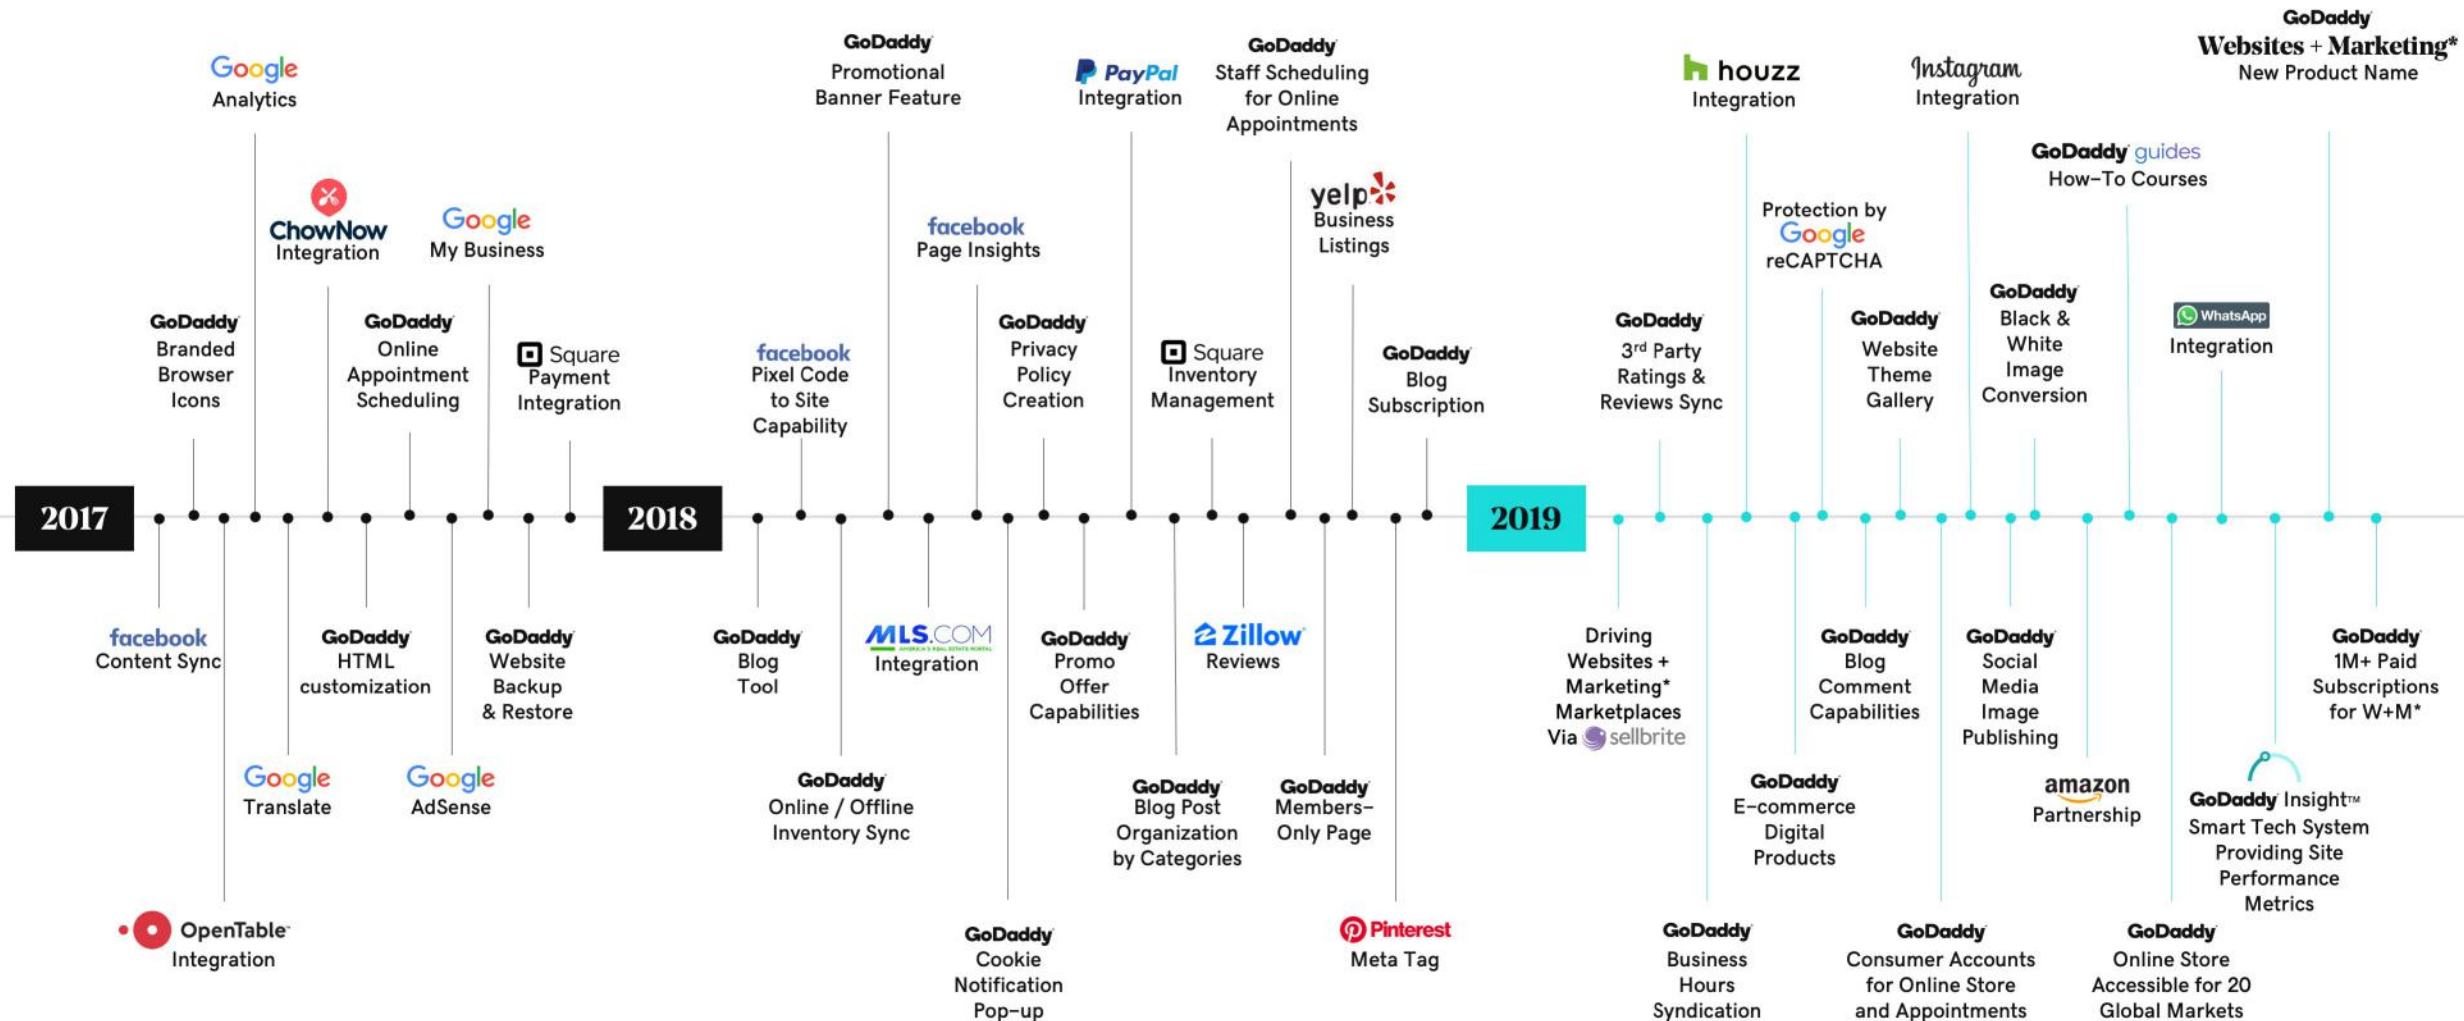 2017
facebook
Content Sync
GoDaddy
Branded
Browser
Icons
OpenTable™
Integration
Google
Analytics
Google
Translate
ChowNow
Integration
GoDaddy
HTML
customization
GoDaddy
Online
Appointment
Scheduling
Google
AdSense
Google
My Business
GoDaddy
Website
Backup
& Restore
Square
Payment
Integration
2018
GoDaddy
Blog
Tool
facebook
Pixel Code
to Site
Capability
GoDaddy
Online / Offline
Inventory Sync
GoDaddy
Promotional
Banner Feature
MLS.COM
AMERICA'S REAL ESTATE PORTAL
Integration
facebook
Page Insights
GoDaddy
Cookie
Notification
Pop-up
GoDaddy
Privacy
Policy
Creation
GoDaddy
Promo
Offer
Capabilities
PayPal
Integration
GoDaddy
Blog Post
Organization
by Categories
Square
Inventory
Management
Zillow
Reviews
GoDaddy
Staff Scheduling
for Online
Appointments
GoDaddy
Members-
Only Page
yelp
Business
Listings
Pinterest
Meta Tag
GoDaddy
Blog
Subscription
2019
Driving
Websites +
Marketing*
Marketplaces
Via sellbrite
GoDaddy
3rd Party
Ratings &
Reviews Sync
GoDaddy
Business
Hours
Syndication
houzz
Integration
GoDaddy
E-commerce
Digital
Products
Protection by
Google
reCAPTCHA
GoDaddy
Blog
Comment
Capabilities
GoDaddy
Website
Theme
Gallery
GoDaddy
Consumer Accounts
for Online Store
and Appointments
Instagram
Integration
GoDaddy
Social
Media
Image
Publishing
GoDaddy
Black &
White
Image
Conversion
amazon
Partnership
GoDaddy guides
How-To Courses
GoDaddy
Online Store
Accessible for 20
Global Markets
WhatsApp
Integration
GoDaddy Insight™
Smart Tech System
Providing Site
Performance
Metrics
GoDaddy
Websites + Marketing*
New Product Name
GoDaddy
1M+ Paid
Subscriptions
for W+M*